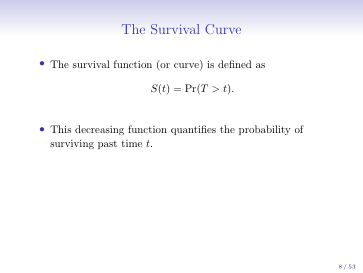 The Survival Curve
• The survival function (or curve) is defined as
S(t) = Pr(T > t).
• This decreasing function quantifies the probability of
surviving past time t.
8 / 53